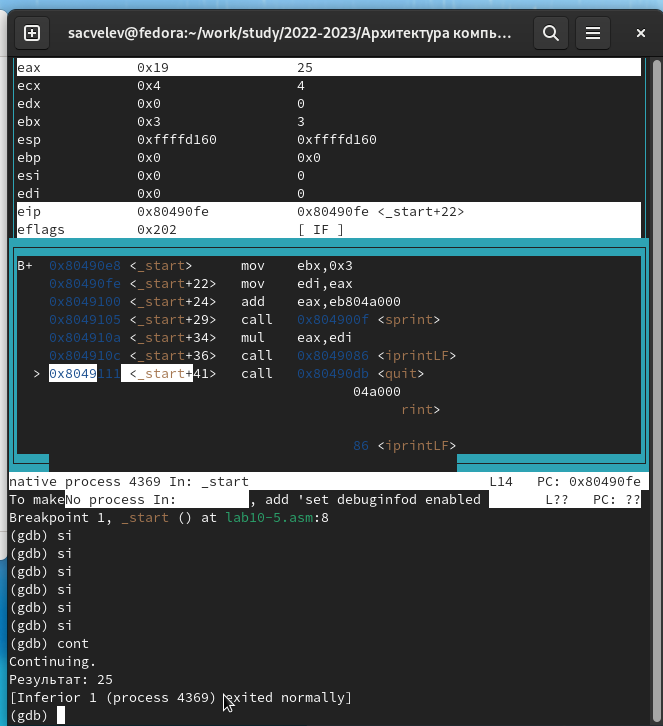 sacvelev@fedora:~/work/study/2022-2023/Архитектура компь…
eax 0x19 25
ecx 0x4 4
edx 0x0 0
ebx 0x3 3
esp 0xffffd160 0xffffd160
ebp 0x0 0x0
esi 0x0 0
edi 0x0 0
eip 0x80490fe 0x80490fe <_start+22>
eflags 0x202 [ IF ]
B+ 0x80490e8 <_start> mov ebx,0x3
0x80490fe <_start+22> mov edi,eax
0x8049100 <_start+24> add eax,eb804a000
0x8049105 <_start+29> call 0x804900f <sprint>
0x804910a <_start+34> mul eax,edi
0x804910c <_start+36> call 0x8049086 <iprintLF>
> 0x8049111 <_start+41> call 0x80490db <quit>
04a000
rint>
86 <iprintLF>
native process 4369 In: _start L14 PC: 0x80490fe
To makeNo process In: , add 'set debuginfod enabled L?? PC: ??
Breakpoint 1, _start () at lab10-5.asm:8
(gdb) si
(gdb) si
(gdb) si
(gdb) si
(gdb) si
(gdb) si
(gdb) cont
Continuing.
Результат: 25
[Inferior 1 (process 4369) exited normally]
(gdb)